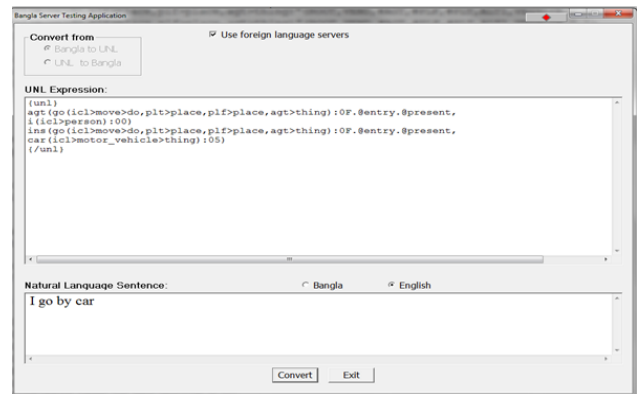 Bangla Server Testing Application
Convert from
Bangla to UNL
UNL to Bangla
Use foreign language servers
UNL Expression:
{unl}
agt(go(icl>move>do,plt>place,plf>place,agt>thing):0F.@entry.@present,
i(icl>person):00)
ins(go(icl>move>do,plt>place,plf>place,agt>thing):0F.@entry.@present,
car(icl>motor_vehicle>thing):05)
{/unl}
Natural Language Sentence:
Bangla
English
I go by car
Convert
Exit